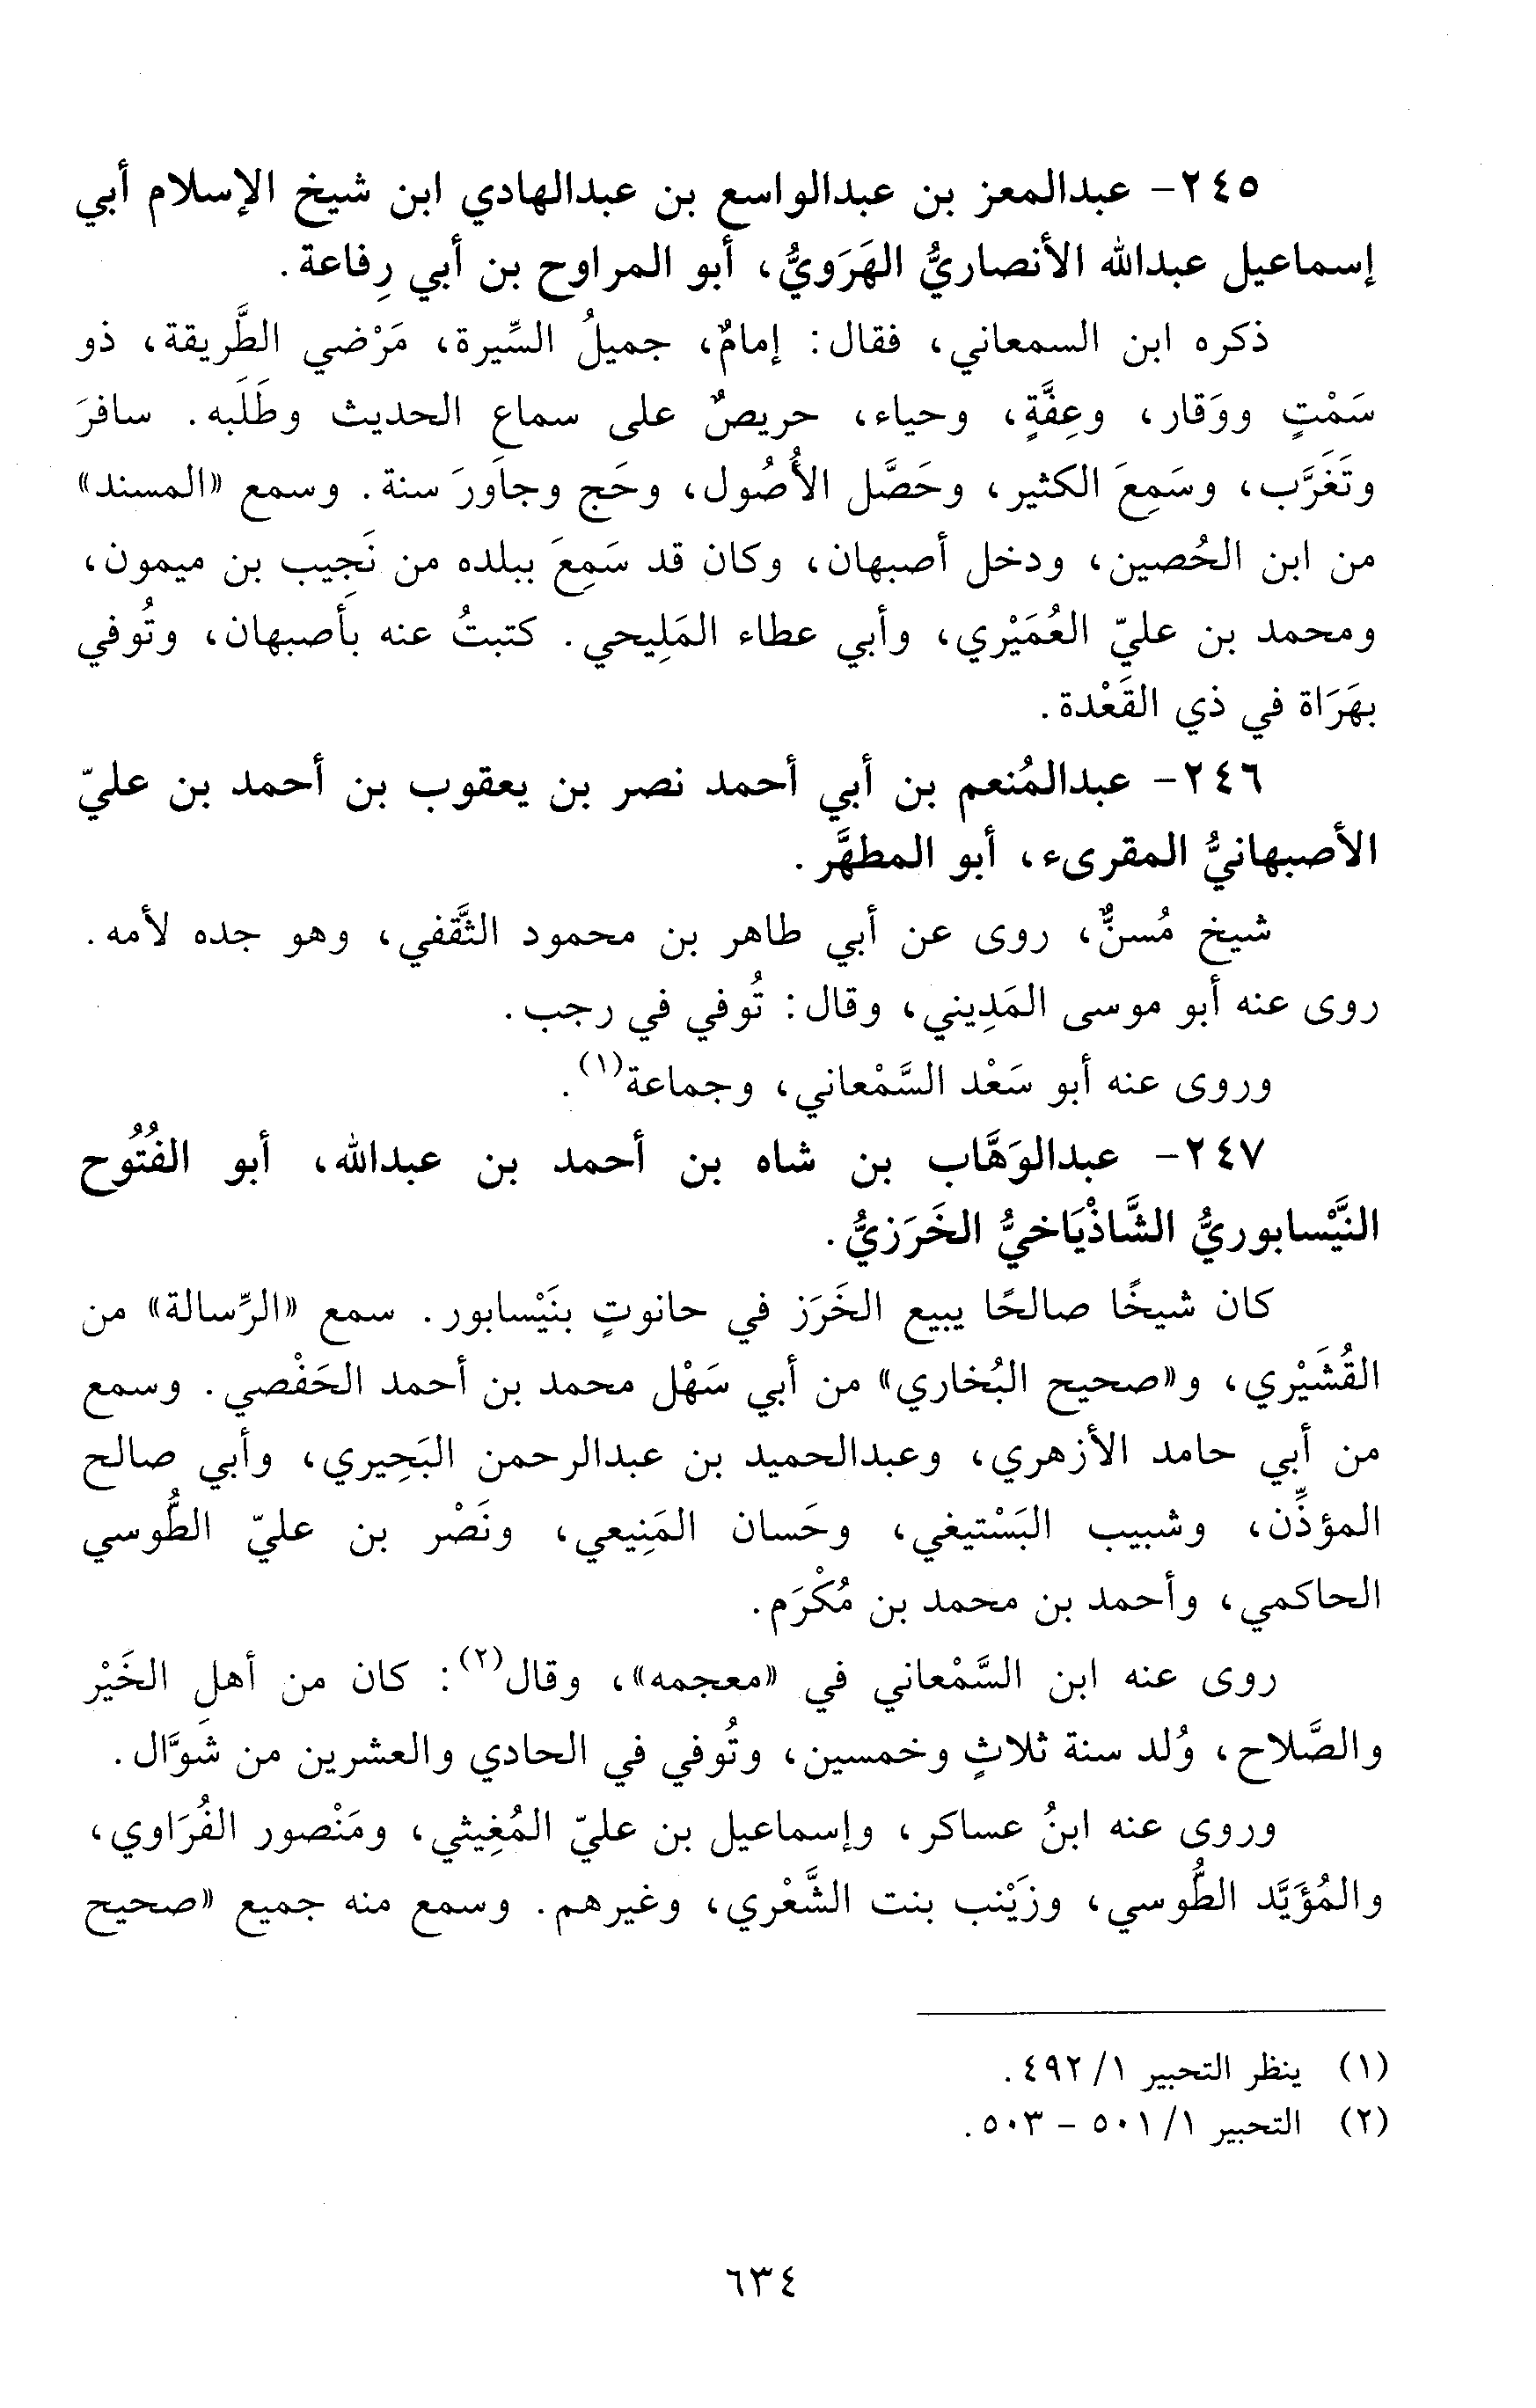 ٢٤٥- عبدالمعز بن عبدالواسع بن عبدالهادي ابن شيخ الإسلام أبي
إسماعيل عبدالله الأنصاريُّ الهَرَويُّ، أبو المراوح بن أبي رِفاعة.
ذكره ابن السمعاني، فقال: إمامٌ، جميلُ السِّيرة، مَرْضي الطَّريقة، ذو
سَمْتٍ ووَقار، وعِفَّةٍ، وحياء، حريصٌ على سماع الحديث وطَلَبه. سافرَ
وتَغَرَّب، وسَمِعَ الكثير، وحَصَّل الأُصُول، وحَج وجاوَرَ سنة. وسمع «المسند»
من ابن الحُصين، ودخل أصبهان، وكان قد سَمِعَ ببلده من نَجِيب بن ميمون،
ومحمد بن عليّ العُمَيْري، وأبي عطاء المَلِيحي. كتبتُ عنه بأصبهان، وتُوفي
بهَرَاة في ذي القَعْدة.
٢٤٦- عبدالمُنعم بن أبي أحمد نصر بن يعقوب بن أحمد بن عليّ
الأصبهانيُّ المقرىء، أبو المطهَّر.
شيخ مُسنٌّ، روى عن أبي طاهر بن محمود الثَّقفي، وهو جده لأمه.
روى عنه أبو موسى المَدِيني، وقال: تُوفي في رجب.
وروى عنه أبو سَعْد السَّمْعاني، وجماعة(١).
٢٤٧- عبدالوَهَّاب بن شاه بن أحمد بن عبدالله، أبو الفُتُوح
النَّيْسابوريُّ الشَّاذْيَاخيُّ الخَرَزيُّ.
كان شيخًا صالحًا يبيع الخَرَز في حانوتٍ بنَيْسابور. سمع «الرِّسالة» من
القُشَيْري، و«صحيح البُخاري» من أبي سَهْل محمد بن أحمد الحَفْصي. وسمع
من أبي حامد الأزهري، وعبدالحميد بن عبدالرحمن البَحِيري، وأبي صالح
المؤذِّن، وشبيب البَسْتيغي، وحَسان المَنِيعي، ونَصْر بن عليّ الطُّوسي
الحاكمي، وأحمد بن محمد بن مُكْرَم.
روى عنه ابن السَّمْعاني في «معجمه»، وقال(٢): كان من أهل الخَيْر
والصَّلاح، وُلد سنة ثلاثٍ وخمسين، وتُوفي في الحادي والعشرين من شَوَّال.
وروى عنه ابنُ عساكر، وإسماعيل بن عليّ المُغِيثي، ومَنْصور الفُرَاوي،
والمُؤَيَّد الطُّوسي، وزَيْنب بنت الشَّعْري، وغيرهم. وسمع منه جميع «صحيح
(١) ينظر التحبير ١/ ٤٩٢.
(٢) التحبير ١/ ٥٠١ - ٥٠٣.
٦٣٤